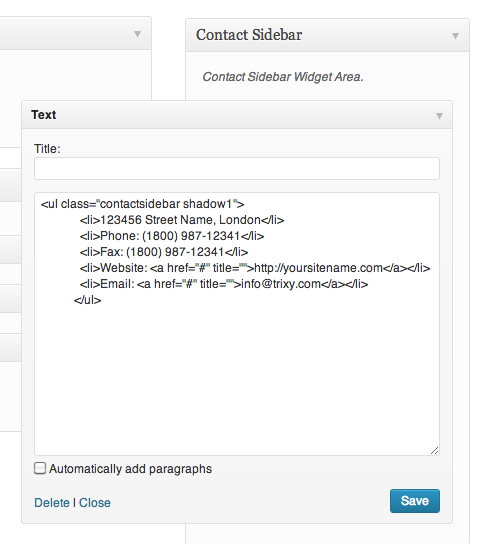 Contact Sidebar
Contact Sidebar Widget Area.
Text
Title:
<ul class="contactsidebar shadow1">
<li>123456 Street Name, London</li>
<li>Phone: (1800) 987-12341</li>
<li>Fax: (1800) 987-12341</li>
<li>Website: <a href="#" title="">http://yoursitename.com</a></li>
<li>Email: <a href="#" title="">info@trixy.com</a></li>
</ul>
Automatically add paragraphs
Delete | Close
Save